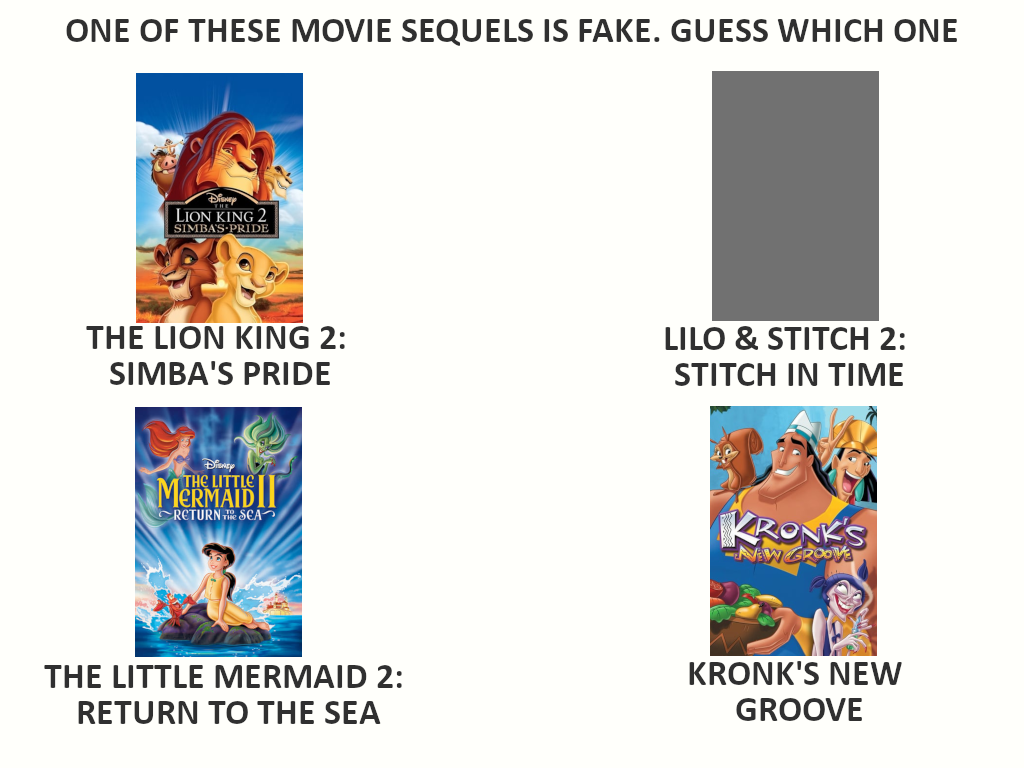 ONE OF THESE MOVIE SEQUELS IS FAKE. GUESS WHICH ONE
Disney
THE
LION KING 2
SIMBA'S·PRIDE
THE LION KING 2:
SIMBA'S PRIDE
LILO & STITCH 2:
STITCH IN TIME
Disney
THE LITTLE
MERMAID II
RETURN TO THE SEA
THE LITTLE MERMAID 2:
RETURN TO THE SEA
KRONK'S
NEW GROOVE
KRONK'S NEW
GROOVE